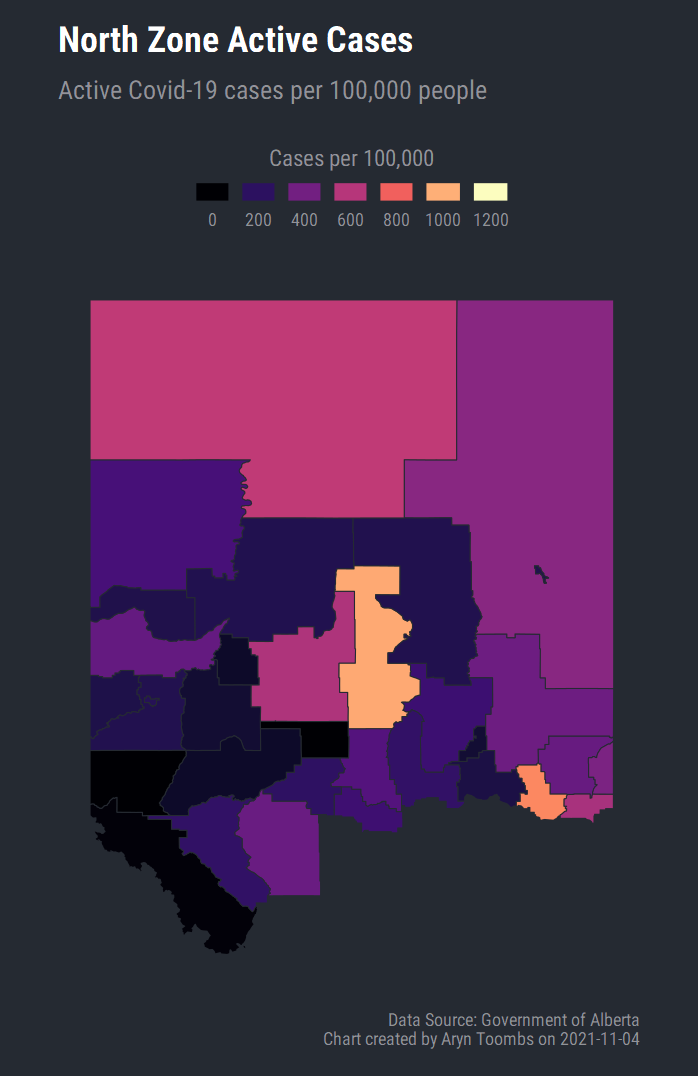 North Zone Active Cases
Active Covid-19 cases per 100,000 people
Cases per 100,000
0 200 400 600 800 1000 1200
Data Source: Government of Alberta
Chart created by Aryn Toombs on 2021-11-04